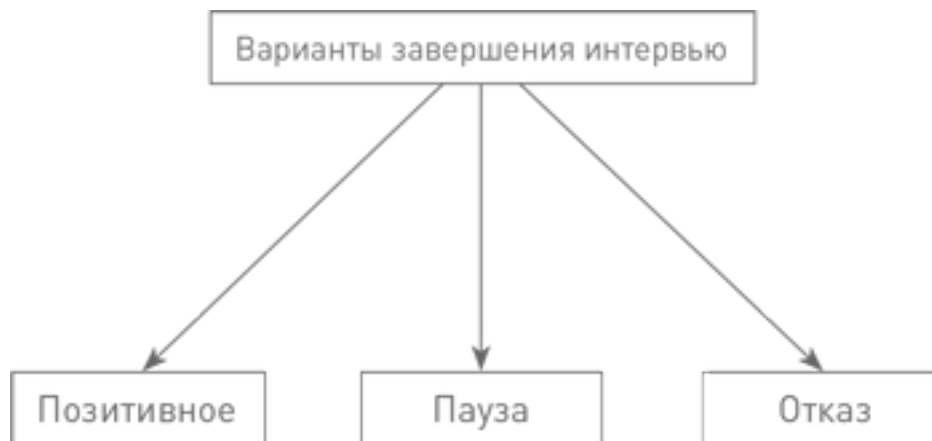 Варианты завершения интервью
Позитивное
Пауза
Отказ